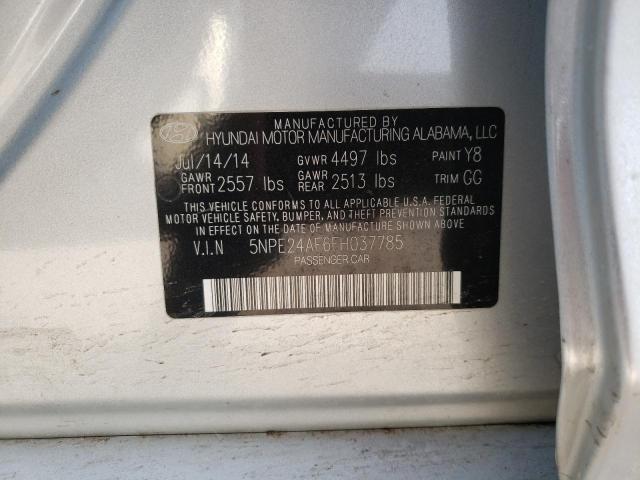 MANUFACTURED BY
HYUNDAI MOTOR MANUFACTURING ALABAMA, LLC
Jul/14/14 GVWR 4497 lbs PAINT Y8
GAWR FRONT 2557 lbs GAWR REAR 2513 lbs TRIM GG
THIS VEHICLE CONFORMS TO ALL APPLICABLE U.S.A. FEDERAL
MOTOR VEHICLE SAFETY, BUMPER, AND THEFT PREVENTION STANDARDS
IN EFFECT ON THE DATE OF MANUFACTURE SHOWN ABOVE.
V.I.N 5NPE24AF6FH037785
PASSENGER CAR